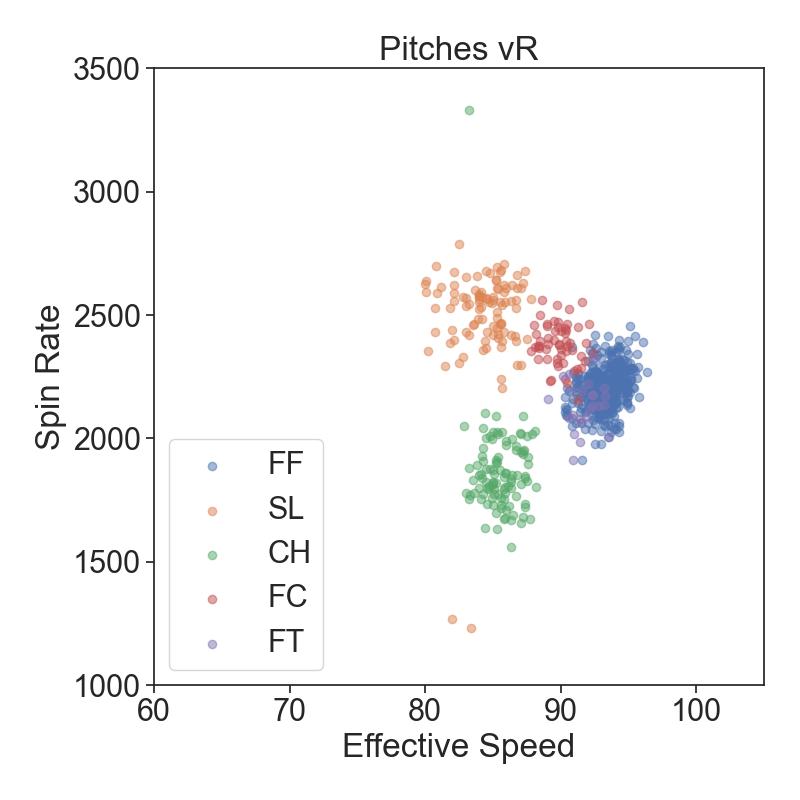 Pitches vR
3500
3000
2500
2000
1500
1000
Spin Rate
FF
SL
CH
FC
FT
60 70 80 90 100
Effective Speed